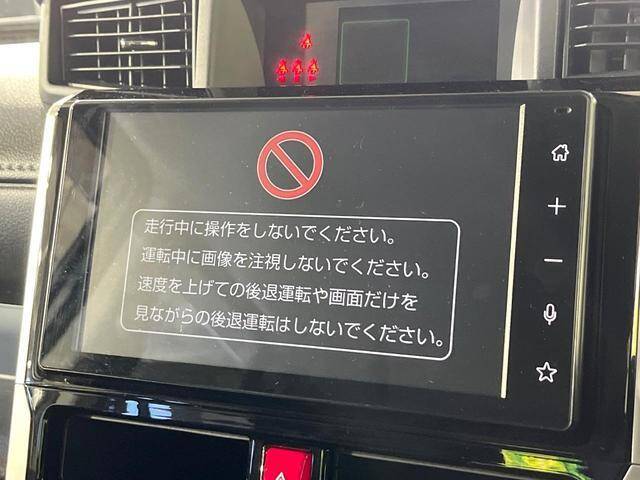 走行中に操作をしないでください。
運転中に画像を注視しないでください。
速度を上げての後退運転や画面だけを
見ながらの後退運転はしないでください。